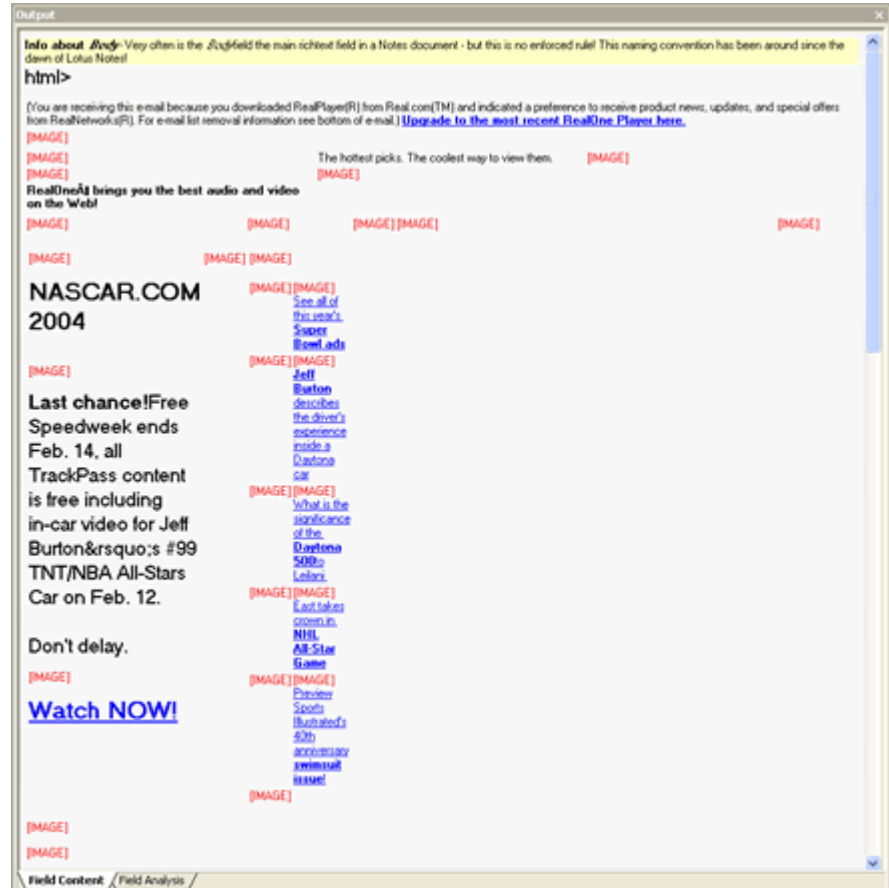 Output
Info about Body- Very often is the Bodyfield the main richtext field in a Notes document - but this is no enforced rule! This naming convention has been around since the
dawn of Lotus Notes!
html>
(You are receiving this e-mail because you downloaded RealPlayer(R) from Real.com(TM) and indicated a preference to receive product news, updates, and special offers
from RealNetworks(R). For e-mail list removal information see bottom of e-mail.) Upgrade to the most recent RealOne Player here.
[IMAGE]
[IMAGE] The hottest picks. The coolest way to view them. [IMAGE]
[IMAGE] [IMAGE]
RealOneÂ‡ brings you the best audio and video
on the Web!
[IMAGE] [IMAGE] [IMAGE] [IMAGE] [IMAGE]
[IMAGE] [IMAGE] [IMAGE]
NASCAR.COM
2004
[IMAGE]
Last chance!Free
Speedweek ends
Feb. 14, all
TrackPass content
is free including
in-car video for Jeff
Burton&rsquo;s #99
TNT/NBA All-Stars
Car on Feb. 12.
Don't delay.
[IMAGE]
Watch NOW!
[IMAGE] [IMAGE]
See all of
this year's
Super
Bowl ads
[IMAGE] [IMAGE]
Jeff
Burton
describes
the driver's
experience
inside a
Daytona
car
[IMAGE] [IMAGE]
What is the
significance
of the
Daytona
500to
Leilani
[IMAGE] [IMAGE]
East takes
crown in
NHL
All-Star
Game
[IMAGE] [IMAGE]
Preview
Sports
Illustrated's
40th
anniversary
swimsuit
issue!
[IMAGE]
[IMAGE]
[IMAGE]
Field Content / Field Analysis /